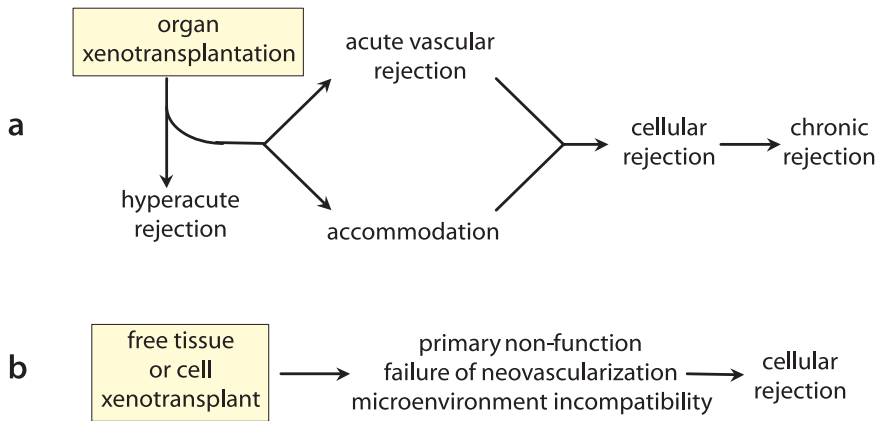 organ
xenotransplantation
acute vascular
rejection
a
cellular
rejection
chronic
rejection
hyperacute
rejection
accommodation
b
free tissue
or cell
xenotransplant
primary non-function
failure of neovascularization
microenvironment incompatibility
cellular
rejection